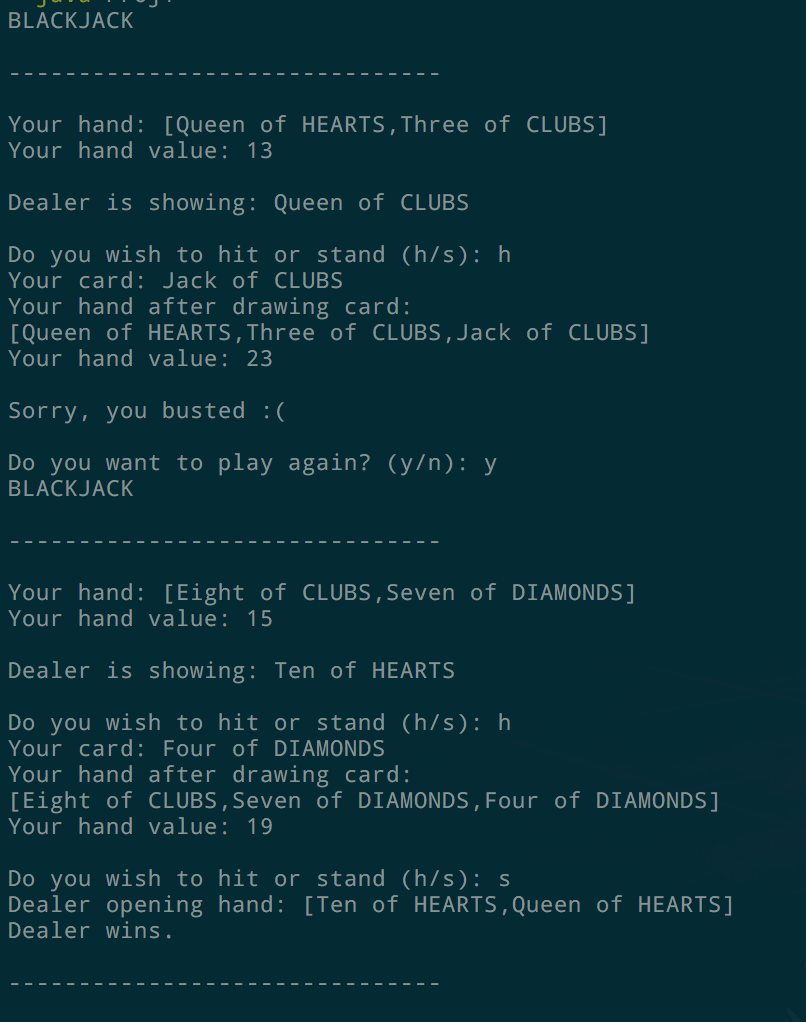 BLACKJACK
-------------------------------
Your hand: [Queen of HEARTS,Three of CLUBS]
Your hand value: 13
Dealer is showing: Queen of CLUBS
Do you wish to hit or stand (h/s): h
Your card: Jack of CLUBS
Your hand after drawing card:
[Queen of HEARTS,Three of CLUBS,Jack of CLUBS]
Your hand value: 23
Sorry, you busted :(
Do you want to play again? (y/n): y
BLACKJACK
-------------------------------
Your hand: [Eight of CLUBS,Seven of DIAMONDS]
Your hand value: 15
Dealer is showing: Ten of HEARTS
Do you wish to hit or stand (h/s): h
Your card: Four of DIAMONDS
Your hand after drawing card:
[Eight of CLUBS,Seven of DIAMONDS,Four of DIAMONDS]
Your hand value: 19
Do you wish to hit or stand (h/s): s
Dealer opening hand: [Ten of HEARTS,Queen of HEARTS]
Dealer wins.
-------------------------------